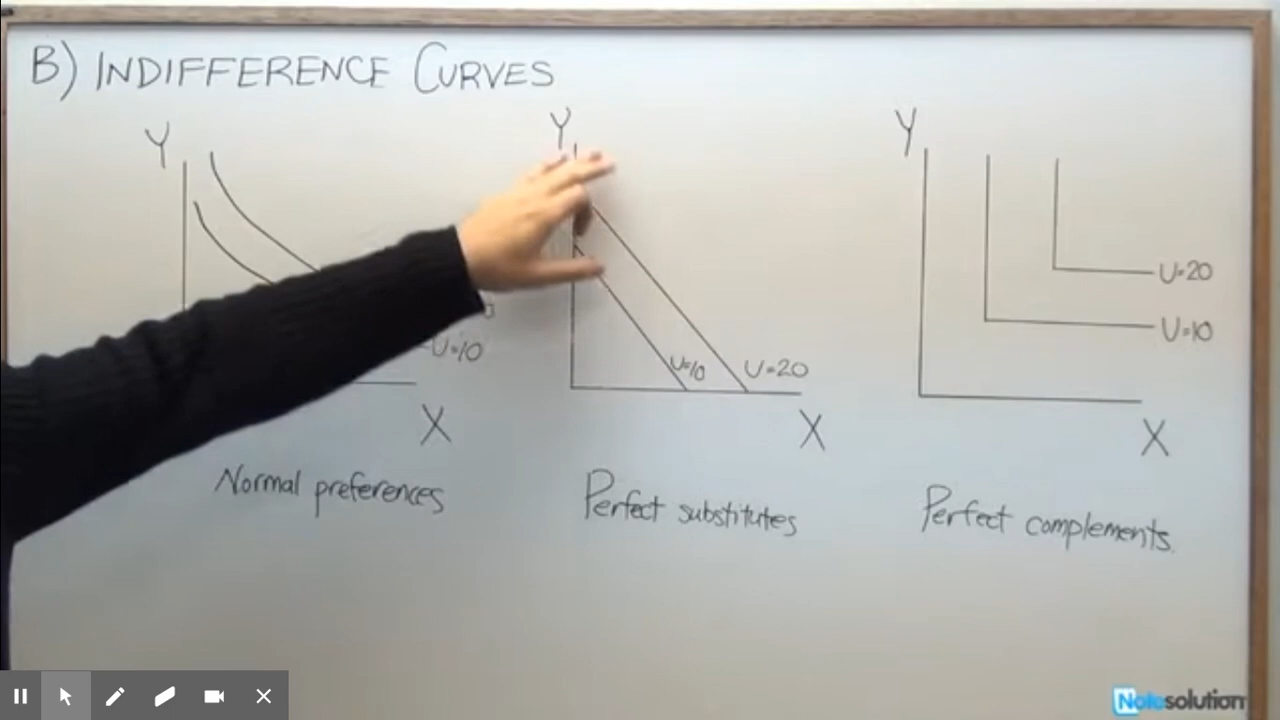 B) INDIFFERENCE CURVES
Y
U=10
X
Normal preferences
Y
U=10
U=20
X
Perfect substitutes
Y
U=20
U=10
X
Perfect complements.
Notesolution